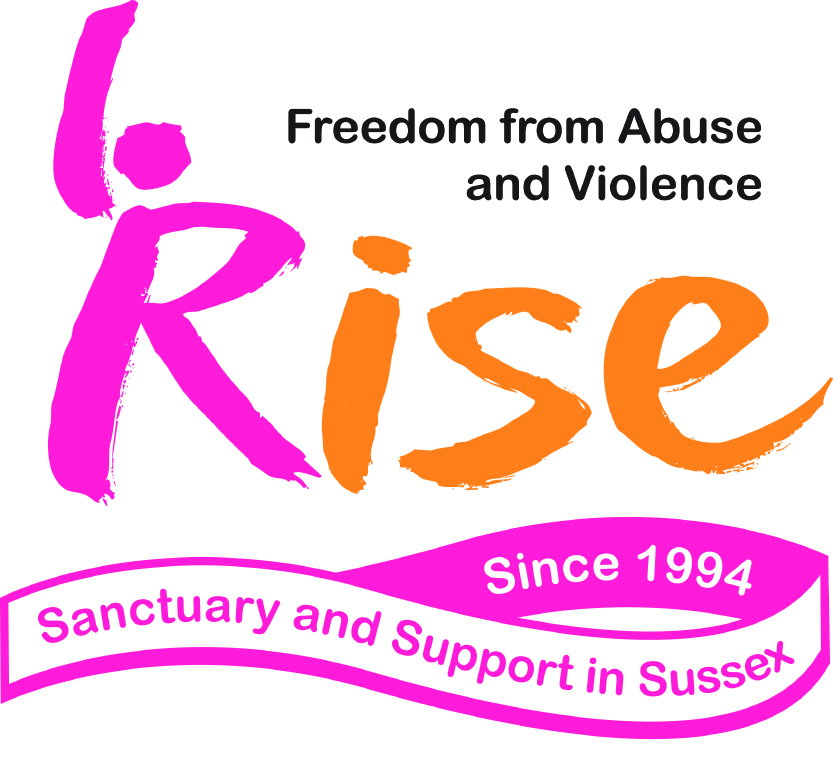 Freedom from Abuse
and Violence
Rise
Since 1994
Sanctuary and Support in Sussex